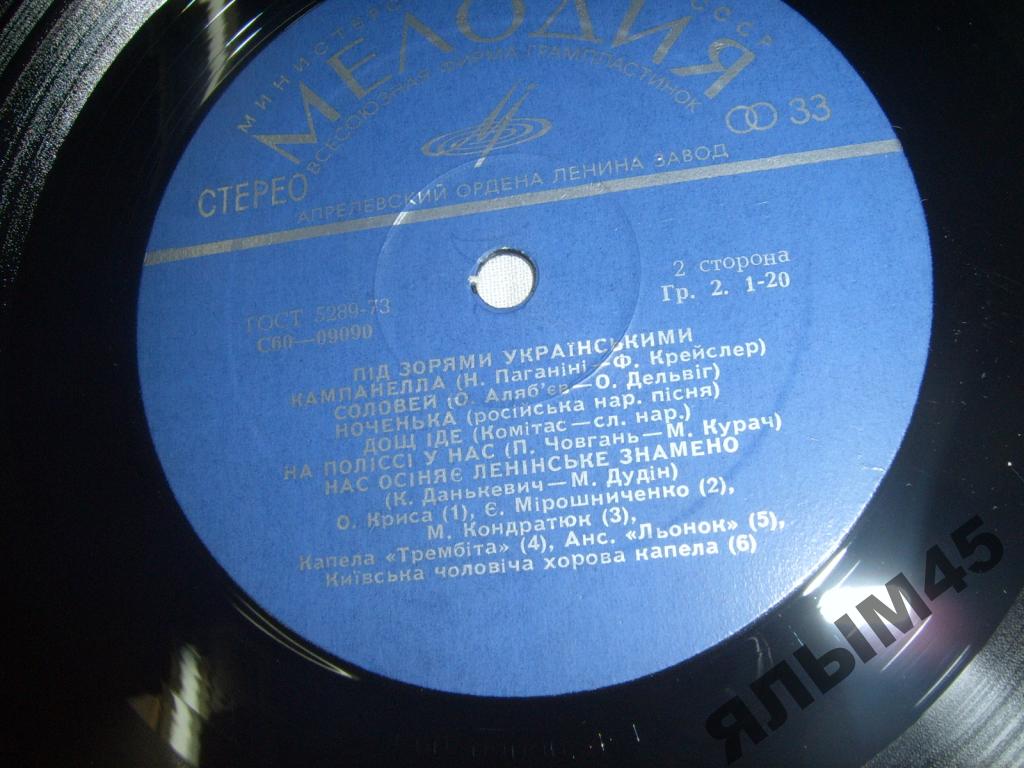 МЕЛОДИЯ
СССР
ВСЕСОЮЗНАЯ ФИРМА ГРАМПЛАСТИНОК
33
СТЕРЕО
АПРЕЛЕВСКИЙ ОРДЕНА ЛЕНИНА ЗАВОД
ГОСТ 5289-73
С60—09090
2 сторона
Гр. 2. 1-20
ПІД ЗОРЯМИ УКРАЇНСЬКИМИ
КАМПАНЕЛЛА (Н. Паганіні—Ф. Крейслер)
СОЛОВЕЙ (О. Аляб'єв—О. Дельвіг)
НОЧЕНЬКА (російська нар. пісня)
ДОЩ ІДЕ (Комітас—сл. нар.)
НА ПОЛІССІ У НАС (П. Човгань—М. Курач)
НАС ОСІНЯЄ ЛЕНІНСЬКЕ ЗНАМЕНО
(К. Данькевич—М. Дудін)
О. Криса (1), Є. Мірошниченко (2),
М. Кондратюк (3),
Капела «Трембіта» (4), Анс. «Льонок» (5),
Київська чоловіча хорова капела (6)
ЯЛЫМ45